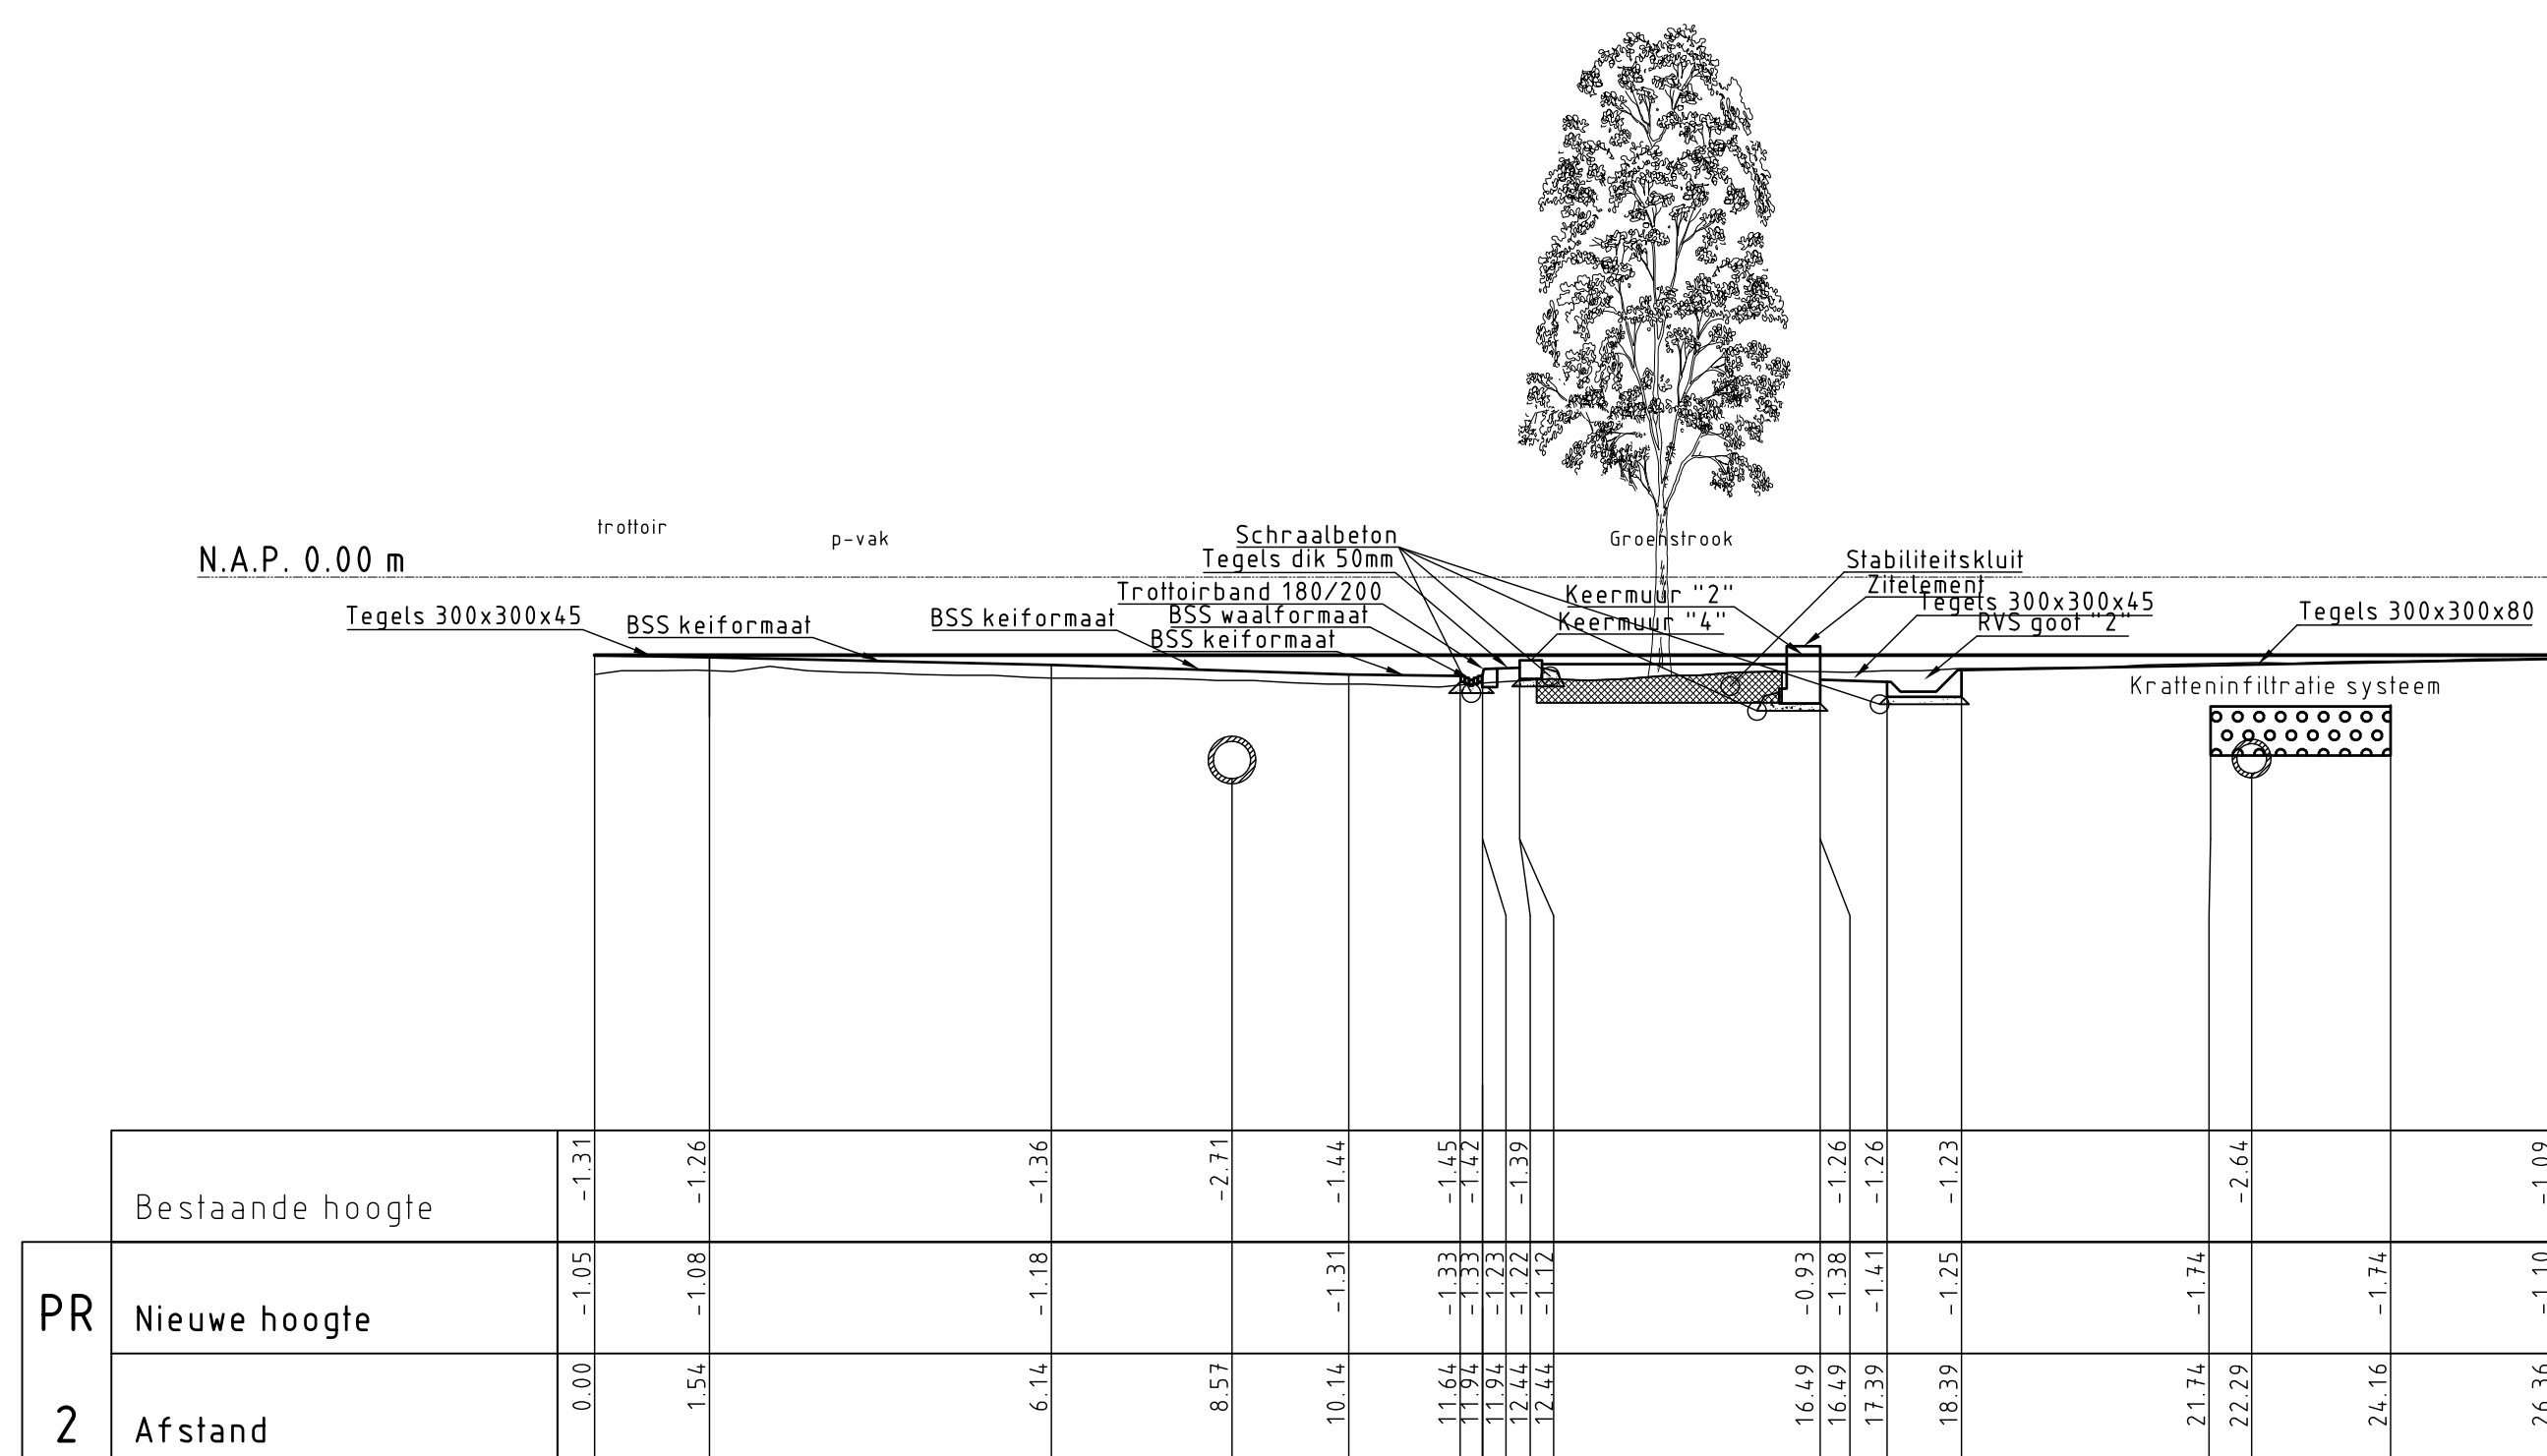 trottoir
p-vak
Schraalbeton
Groenstrook
N.A.P. 0.00 m
Tegels dik 50mm
Stabiliteitskluit
Zitelement
Trottoirband 180/200
Keermuur "2"
Tegels 300x300x45
Tegels 300x300x45
BSS keiformaat
BSS keiformaat
BSS waalformaat
Keermuur "4"
RVS goot "2"
Tegels 300x300x80
BSS keiformaat
Kratteninfiltratie systeem
Bestaande hoogte
-1.31 -1.26 -1.36 -2.71 -1.44 -1.45 -1.42 -1.39 -1.26 -1.26 -1.23 -2.64 -1.09
PR
Nieuwe hoogte
-1.05 -1.08 -1.18 -1.31 -1.33 -1.33 -1.23 -1.22 -1.12 -0.93 -1.38 -1.41 -1.25 -1.74 -1.74 -1.10
2
Afstand
0.00 1.54 6.14 8.57 10.14 11.64 11.94 11.94 12.44 12.44 16.49 16.49 17.39 18.39 21.74 22.29 24.16 26.36